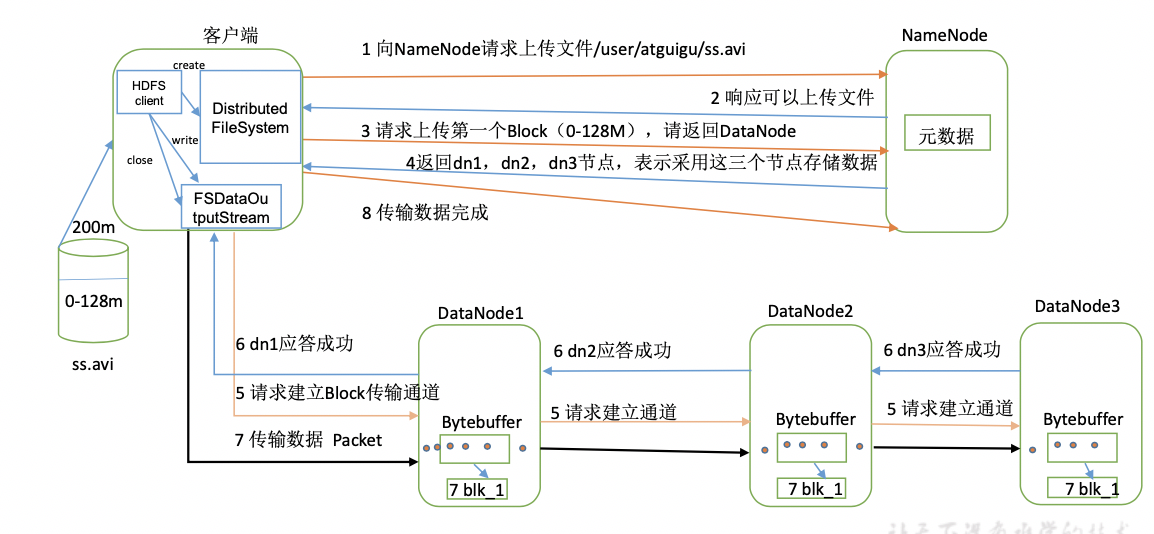 客户端
NameNode
1 向NameNode请求上传文件/user/atguigu/ss.avi
create
HDFS
client
Distributed
FileSystem
2 响应可以上传文件
3 请求上传第一个Block（0-128M），请返回DataNode
元数据
write
close
4返回dn1，dn2，dn3节点，表示采用这三个节点存储数据
FSDataOu
tputStream
8 传输数据完成
200m
0-128m
ss.avi
DataNode1
DataNode2
DataNode3
6 dn1应答成功
6 dn2应答成功
6 dn3应答成功
5 请求建立Block传输通道
5 请求建立通道
5 请求建立通道
7 传输数据 Packet
Bytebuffer
Bytebuffer
Bytebuffer
7 blk_1
7 blk_1
7 blk_1